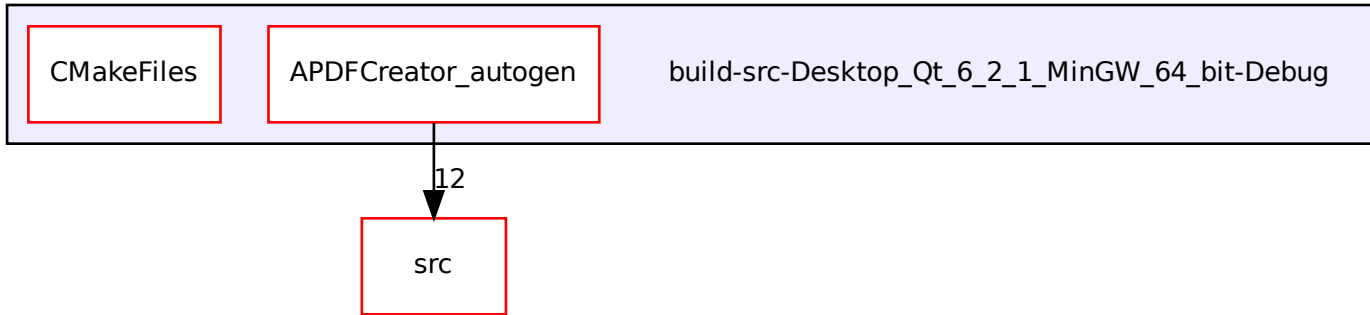 CMakeFiles
APDFCreator_autogen
build-src-Desktop_Qt_6_2_1_MinGW_64_bit-Debug
12
src